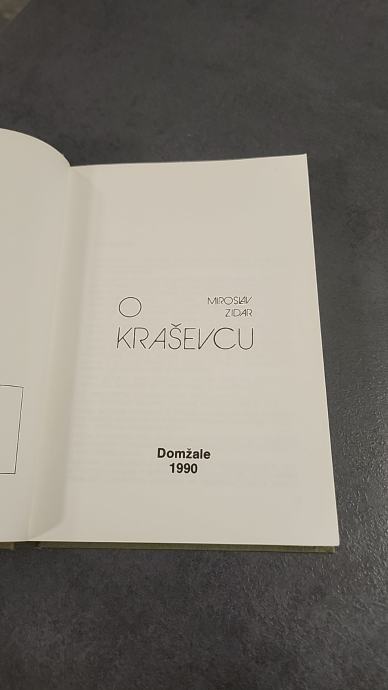 MIROSLAV
ZIDAR
O
KRAŠEVCU
Domžale
1990